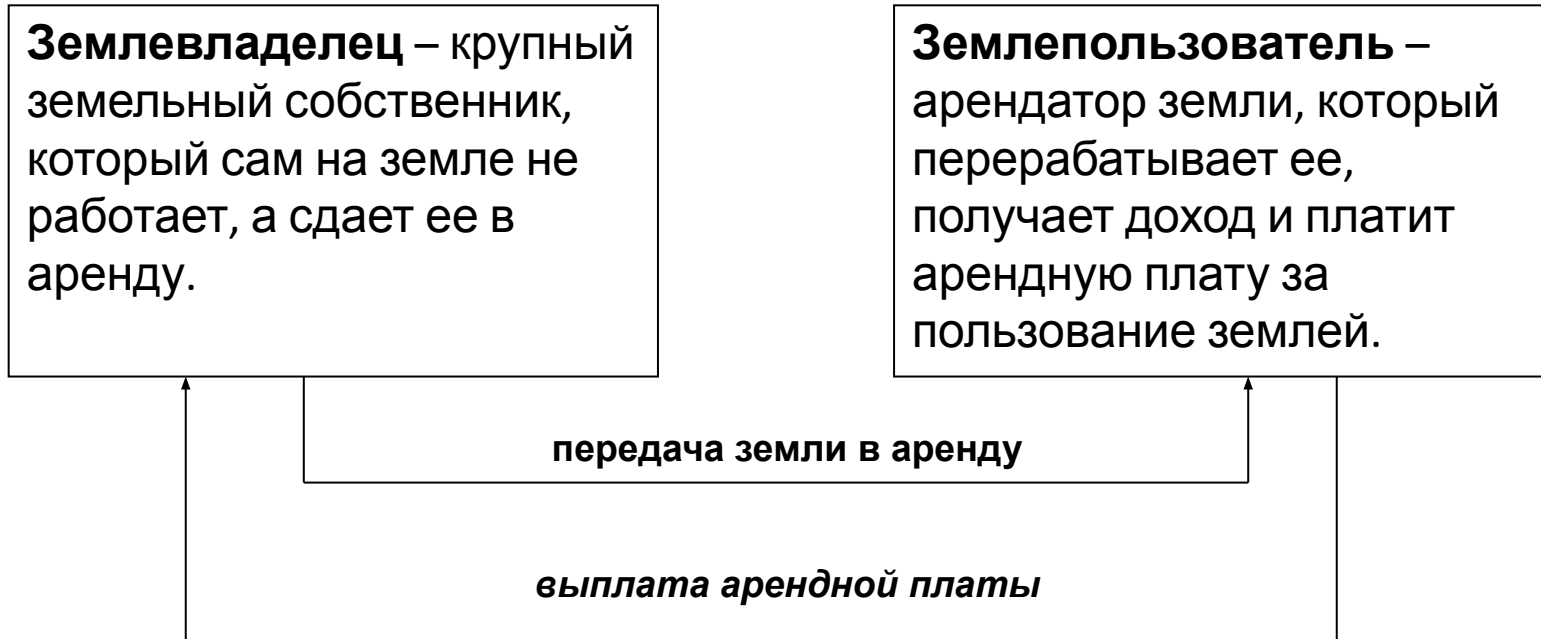 Землевладелец – крупный
земельный собственник,
который сам на земле не
работает, а сдает ее в
аренду.
Землепользователь –
арендатор земли, который
перерабатывает ее,
получает доход и платит
арендную плату за
пользование землей.
передача земли в аренду
выплата арендной платы